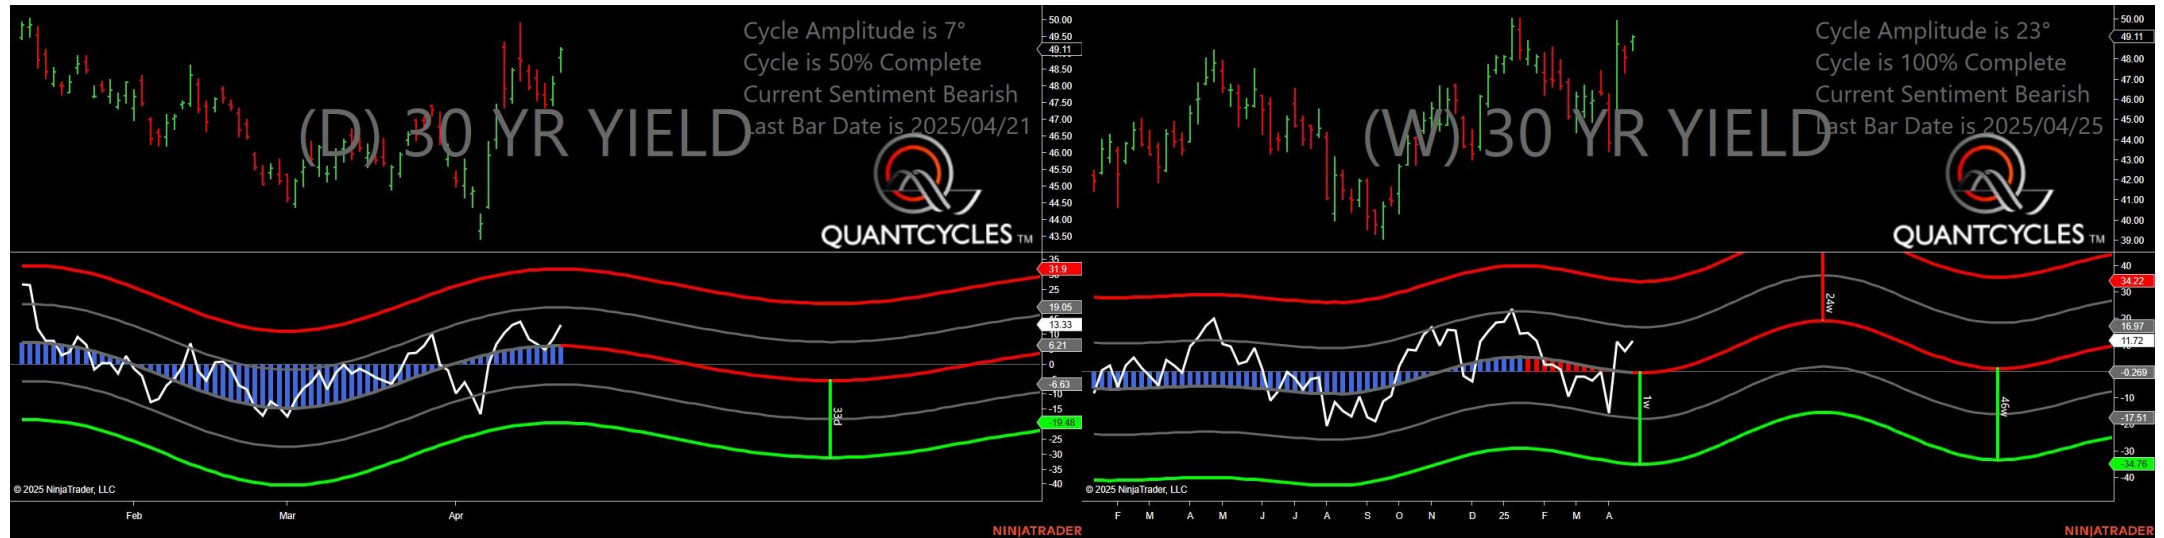 Cycle Amplitude is 7°
Cycle is 50% Complete
Current Sentiment Bearish
Last Bar Date is 2025/04/21
(D) 30 YR YIELD
QUANTCYCLES TM
50.00
49.50
49.11
48.50
48.00
47.50
47.00
46.50
46.00
45.50
45.00
44.50
44.00
43.50
35
31.9
25
19.05
13.33
10
6.21
0
-6.63
-10
-15
-19.48
-25
-30
-35
-40
33d
© 2025 NinjaTrader, LLC
Feb Mar Apr
NINJATRADER
Cycle Amplitude is 23°
Cycle is 100% Complete
Current Sentiment Bearish
Last Bar Date is 2025/04/25
(W) 30 YR YIELD
QUANTCYCLES TM
50.00
49.11
48.00
47.00
46.00
45.00
44.00
43.00
42.00
41.00
40.00
39.00
40
34.22
30
20
16.97
11.72
-0.269
-10
-17.51
-20
-34.76
-40
1w
24w
46w
© 2025 NinjaTrader, LLC
F M A M J J A S O N D 25 F M A
NINJATRADER